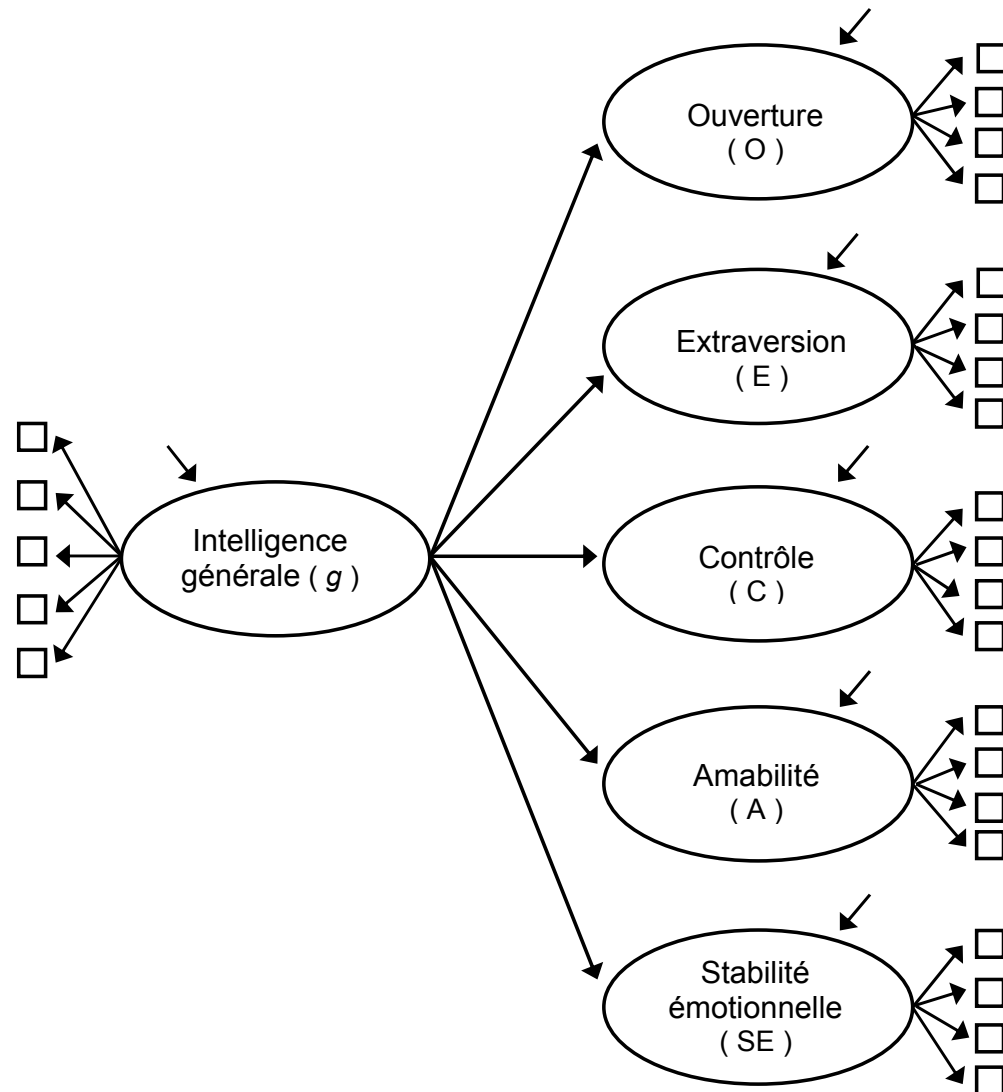 Ouverture
( O )
Extraversion
( E )
Intelligence
générale ( g )
Contrôle
( C )
Amabilité
( A )
Stabilité
émotionnelle
( SE )